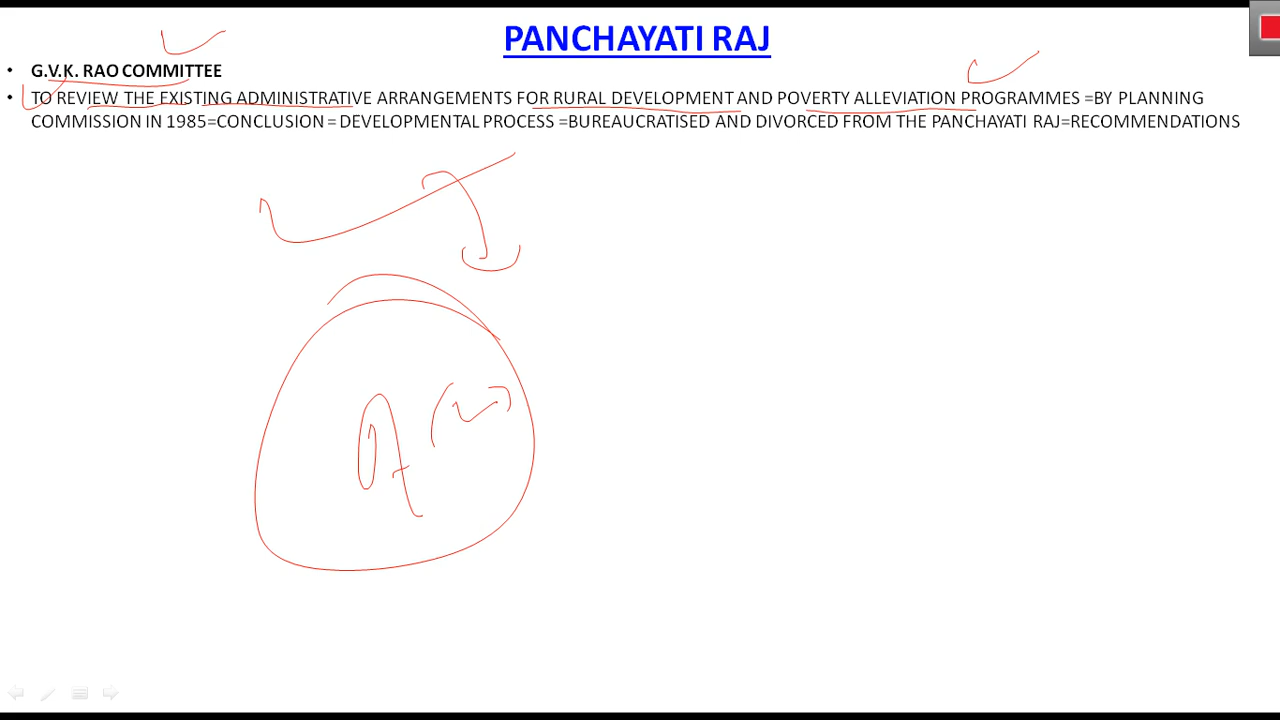 PANCHAYATI RAJ
• G.V.K. RAO COMMITTEE
• TO REVIEW THE EXISTING ADMINISTRATIVE ARRANGEMENTS FOR RURAL DEVELOPMENT AND POVERTY ALLEVIATION PROGRAMMES =BY PLANNING
COMMISSION IN 1985=CONCLUSION = DEVELOPMENTAL PROCESS =BUREAUCRATISED AND DIVORCED FROM THE PANCHAYATI RAJ=RECOMMENDATIONS